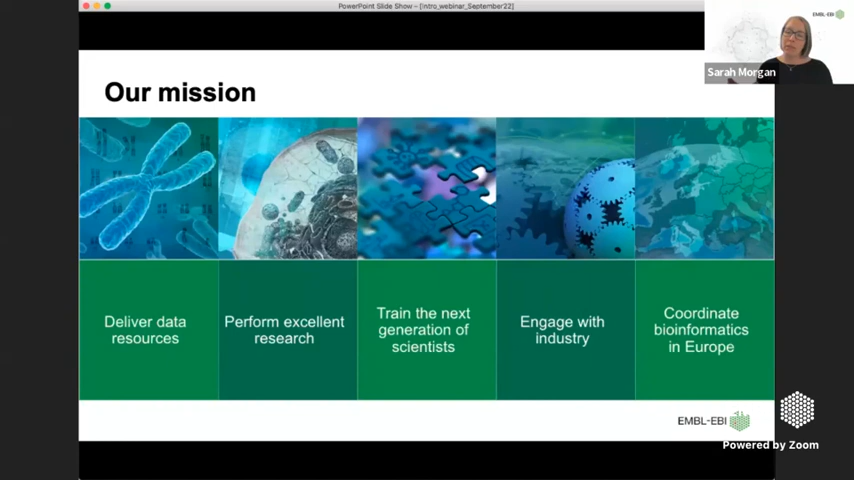 PowerPoint Slide Show - [Intro_webinar_September22]
EMBL-EBI
Sarah Morgan
Our mission
Deliver data
resources
Perform excellent
research
Train the next
generation of
scientists
Engage with
industry
Coordinate
bioinformatics
in Europe
EMBL-EBI
Powered by Zoom